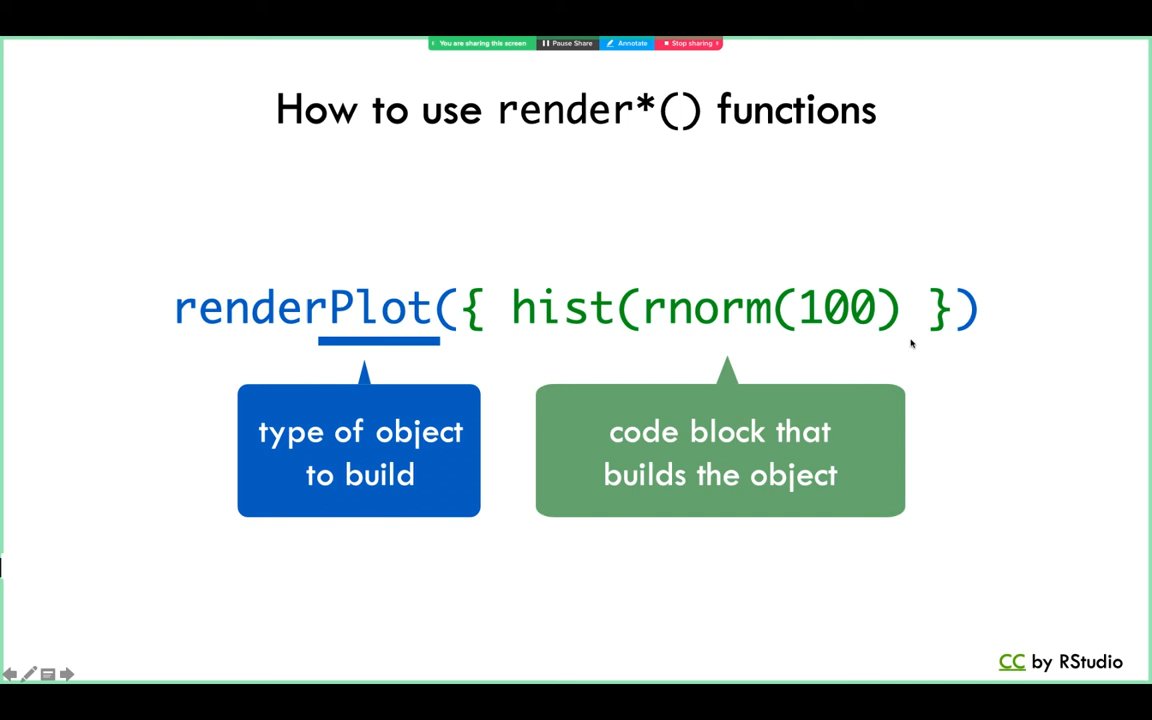 You are sharing this screen Pause Share Annotate Stop sharing
How to use render*() functions
renderPlot({ hist(rnorm(100) })
type of object
to build
code block that
builds the object
CC by RStudio